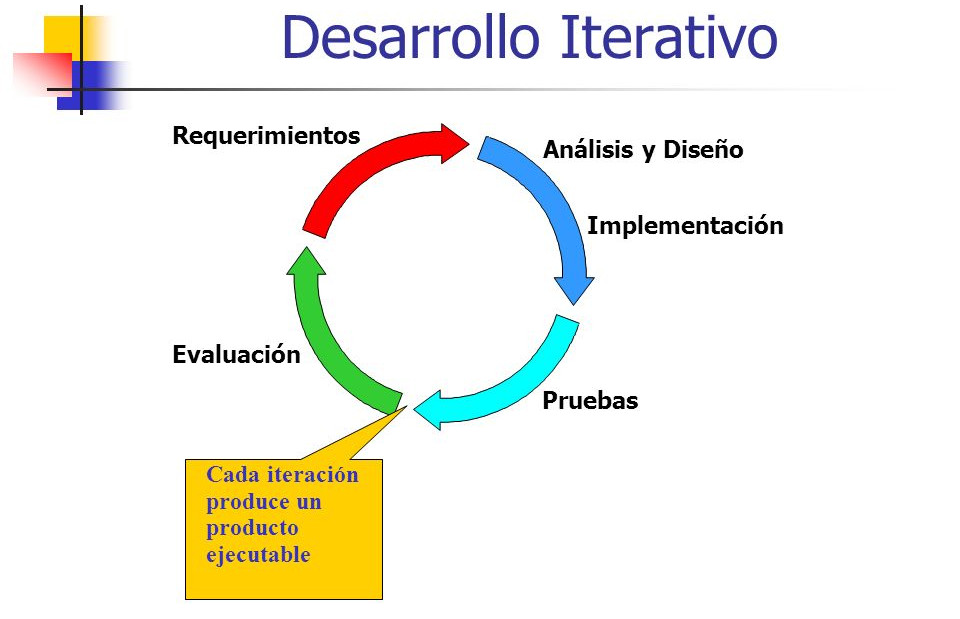 Desarrollo Iterativo
Requerimientos
Análisis y Diseño
Implementación
Evaluación
Pruebas
Cada iteración
produce un
producto
ejecutable